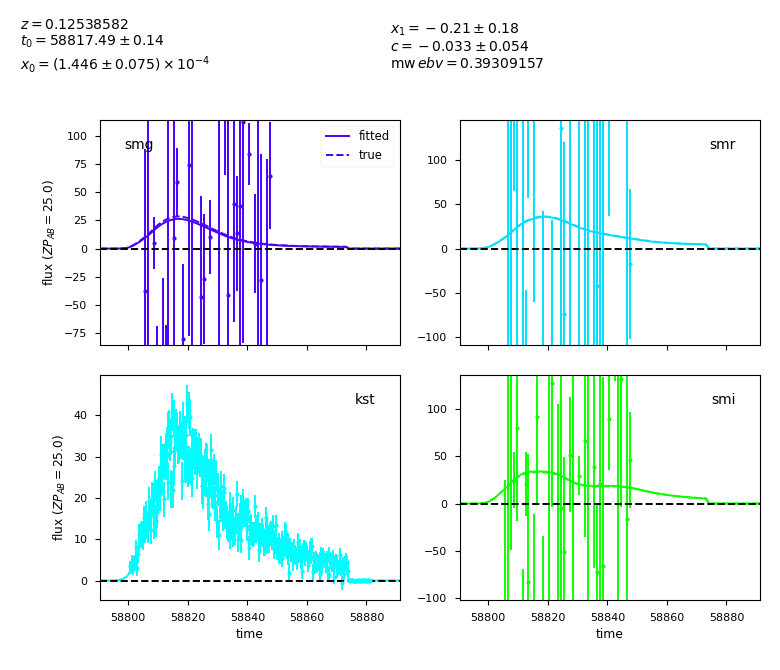 z = 0.12538582
t₀ = 58817.49 ± 0.14
x₀ = (1.446 ± 0.075) × 10⁻⁴
x₁ = −0.21 ± 0.18
c = −0.033 ± 0.054
mw ebv = 0.39309157
smg
fitted
true
100
75
50
25
0
−25
−50
−75
flux (ZP_AB = 25.0)
smr
100
50
0
−50
−100
kst
40
30
20
10
0
flux (ZP_AB = 25.0)
58800 58820 58840 58860 58880
time
smi
100
50
0
−50
−100
58800 58820 58840 58860 58880
time